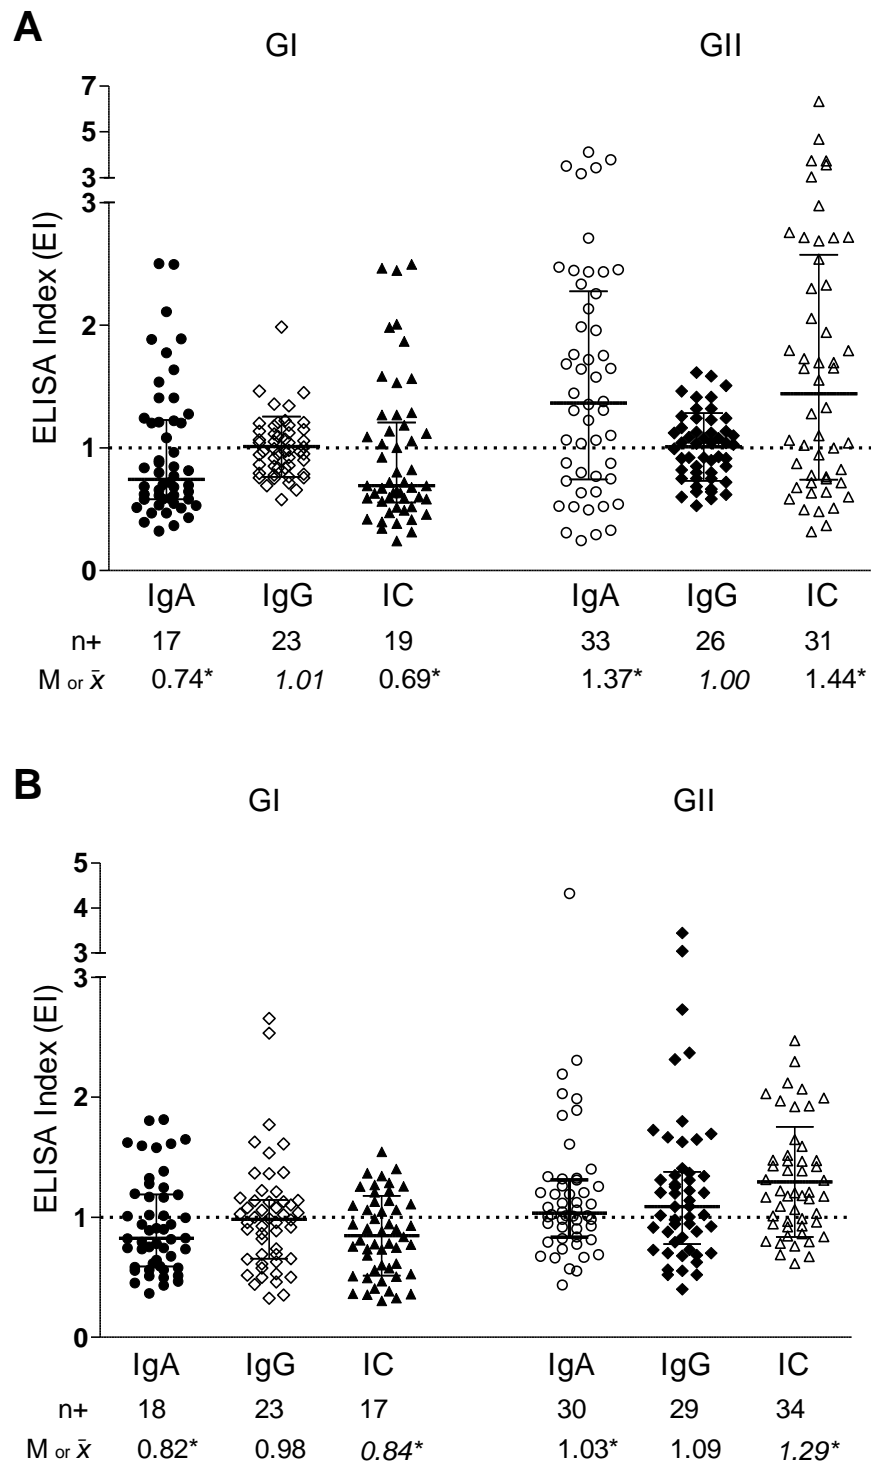 A
GI GII
7
5
3
3
2
1
0
ELISA Index (EI)
IgA IgG IC IgA IgG IC
n+ 17 23 19 33 26 31
M or x̄ 0.74* 1.01 0.69* 1.37* 1.00 1.44*
B
GI GII
5
4
3
3
2
1
0
ELISA Index (EI)
IgA IgG IC IgA IgG IC
n+ 18 23 17 30 29 34
M or x̄ 0.82* 0.98 0.84* 1.03* 1.09 1.29*